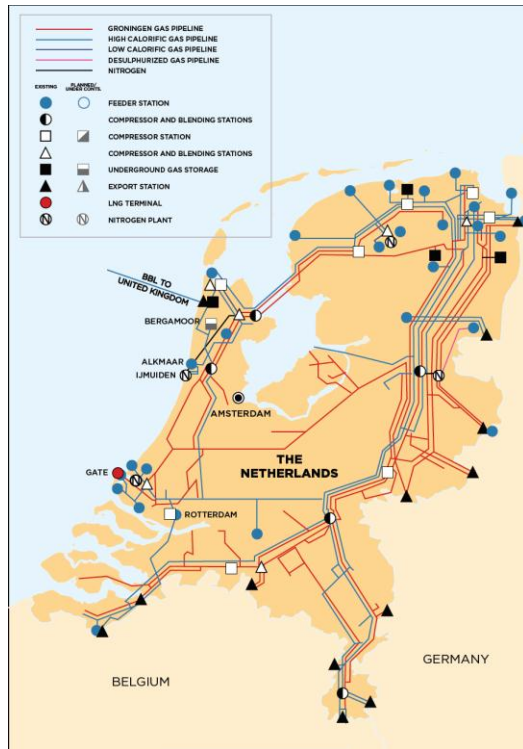 GRONINGEN GAS PIPELINE
HIGH CALORIFIC GAS PIPELINE
LOW CALORIFIC GAS PIPELINE
DESULPHURIZED GAS PIPELINE
NITROGEN
EXISTING
PLANNED/
UNDER CONTS.
FEEDER STATION
COMPRESSOR AND BLENDING STATIONS
COMPRESSOR STATION
COMPRESSOR AND BLENDING STATIONS
UNDERGROUND GAS STORAGE
EXPORT STATION
LNG TERMINAL
N N NITROGEN PLANT
N
BBL TO
UNITED KINGDOM
BERGAMOOR
ALKMAAR
IJMUIDEN N
N
AMSTERDAM
THE
NETHERLANDS
GATE
N
ROTTERDAM
BELGIUM
GERMANY